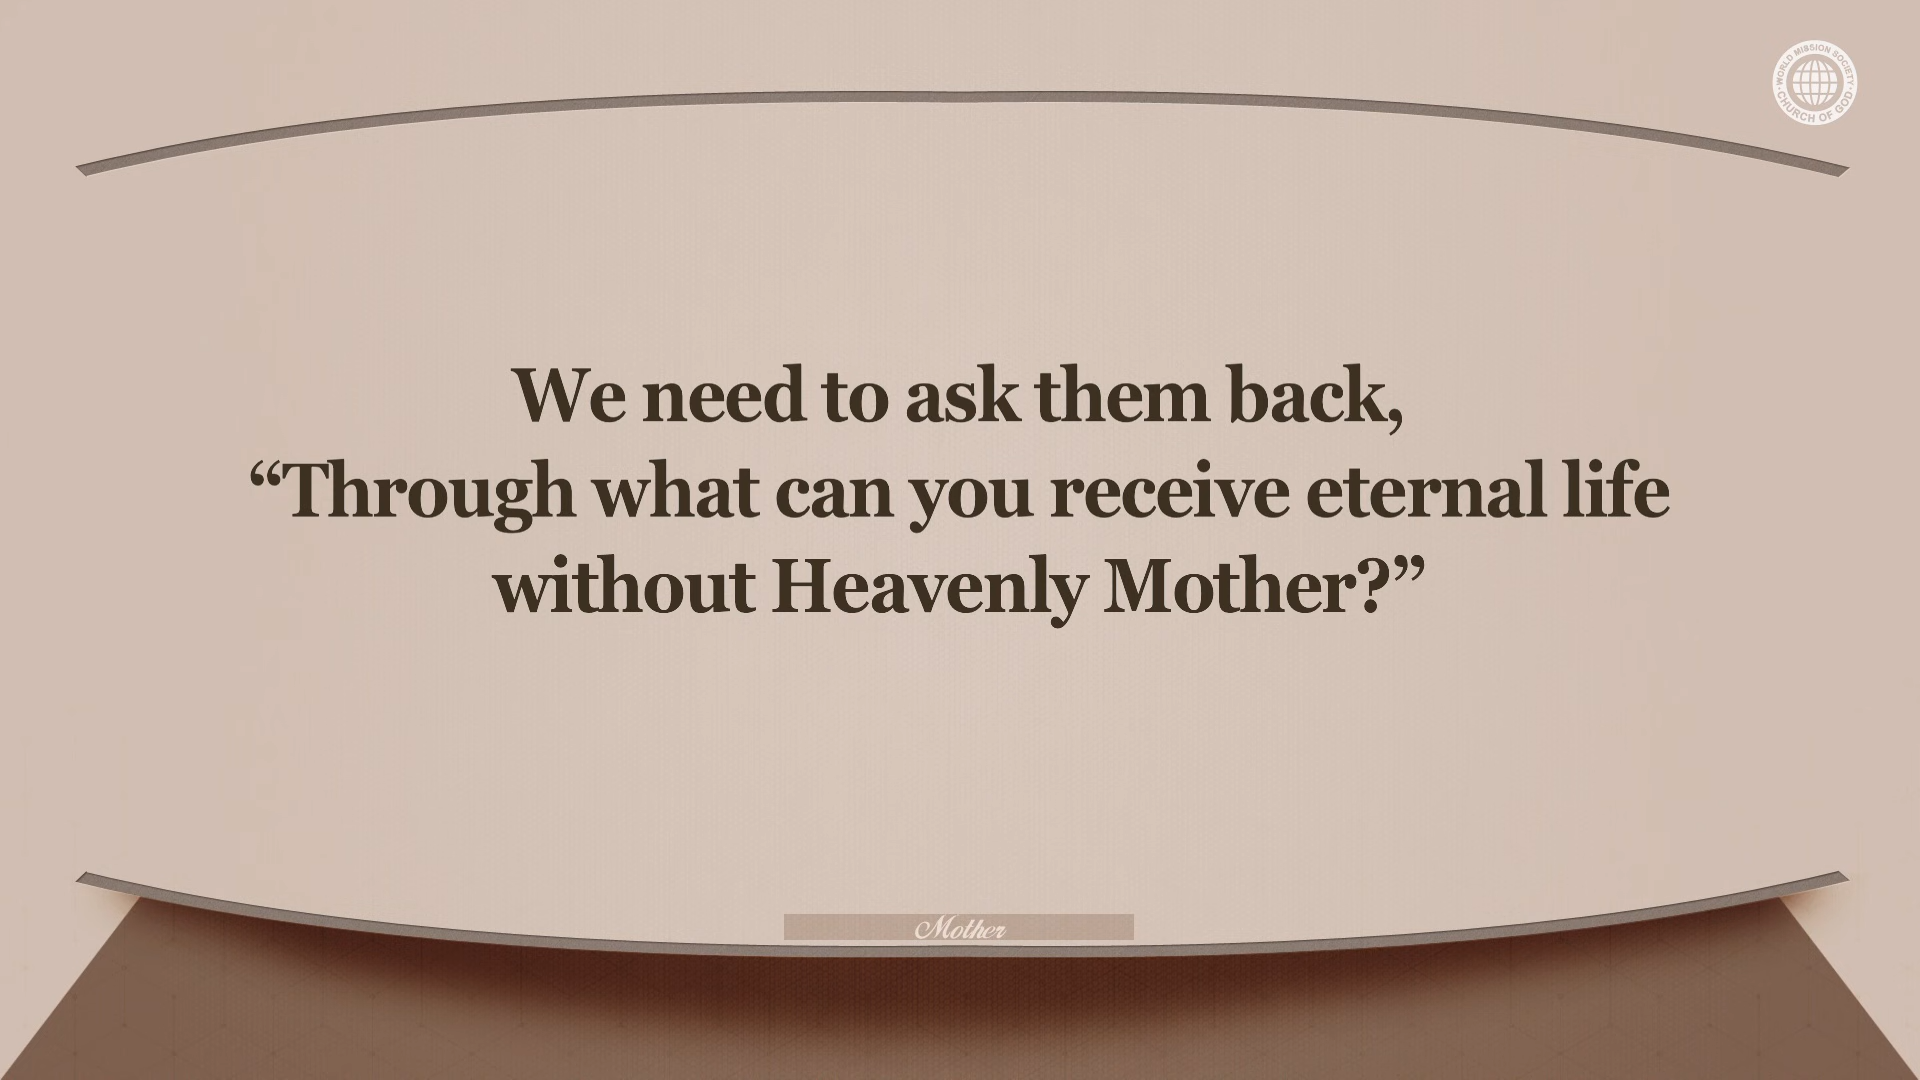 WORLD MISSION SOCIETY
CHURCH OF GOD
We need to ask them back,
“Through what can you receive eternal life
without Heavenly Mother?”
Mother